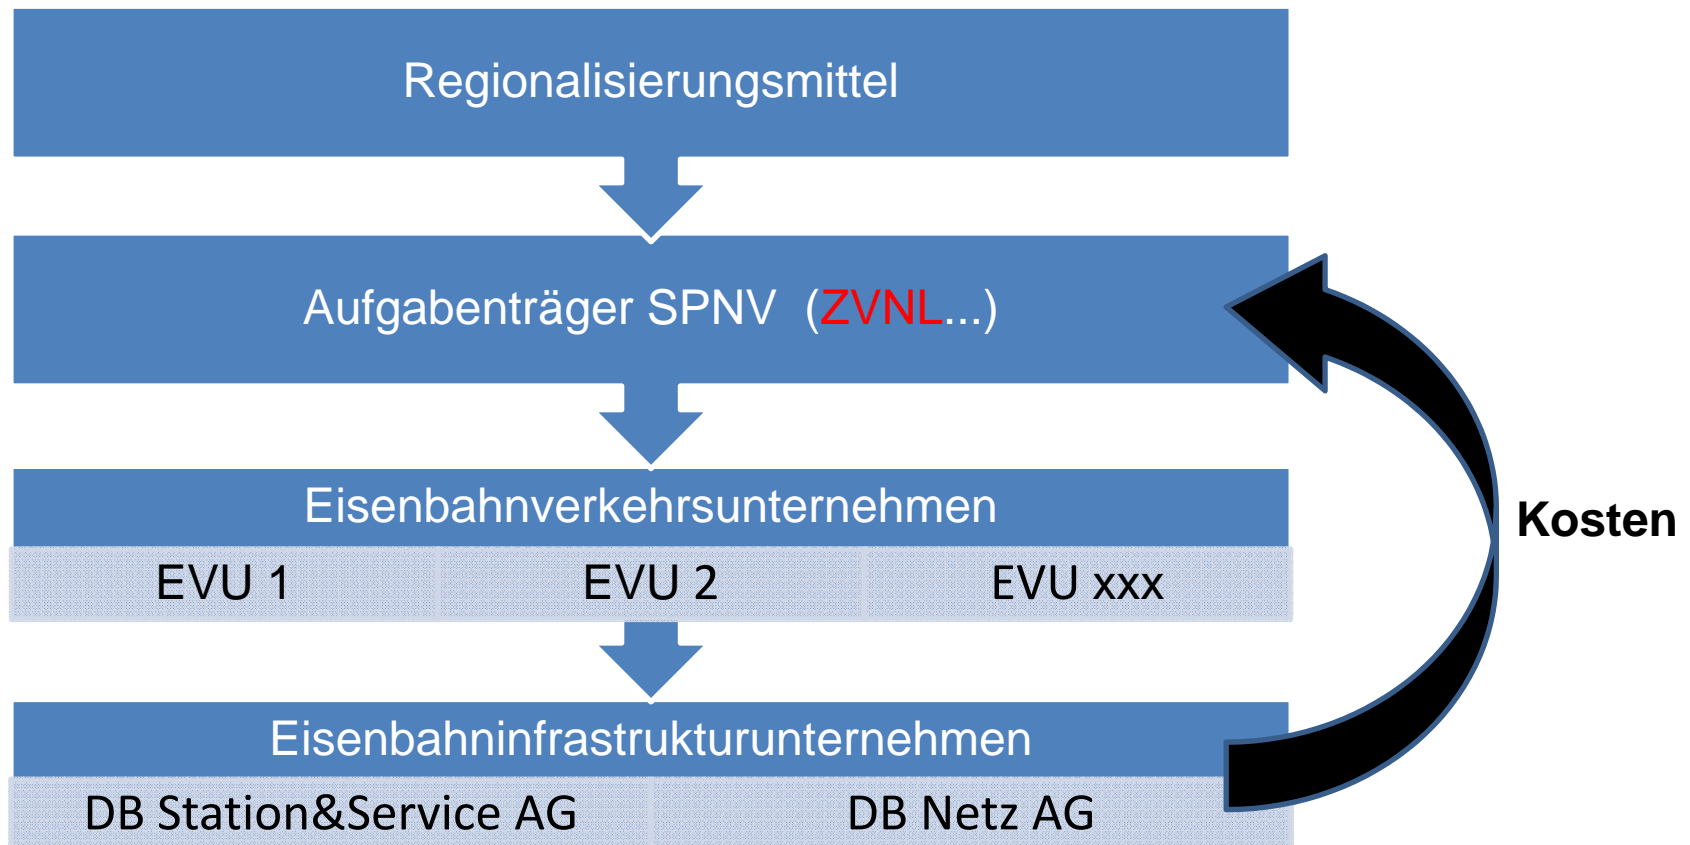 Regionalisierungsmittel
Aufgabenträger SPNV  (ZVNL...)
Eisenbahnverkehrsunternehmen
EVU 1
EVU 2
EVU xxx
Kosten
Eisenbahninfrastrukturunternehmen
DB Station&Service AG
DB Netz AG